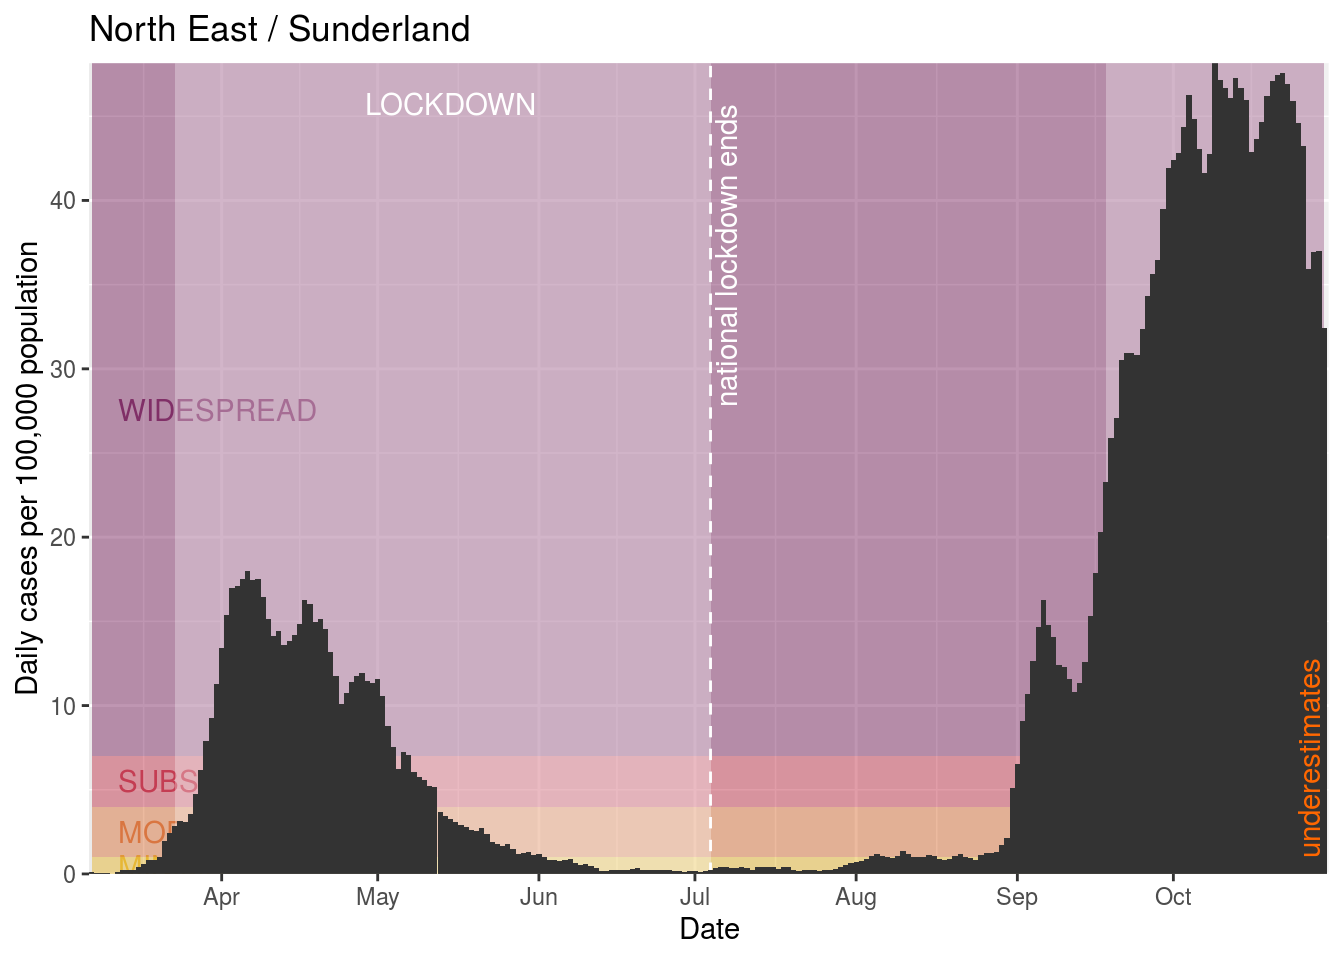 North East / Sunderland
LOCKDOWN
national lockdown ends
WIDESPREAD
SUBS
MOD
underestimates
Daily cases per 100,000 population
40
30
20
10
0
Apr
May
Jun
Jul
Aug
Sep
Oct
Date